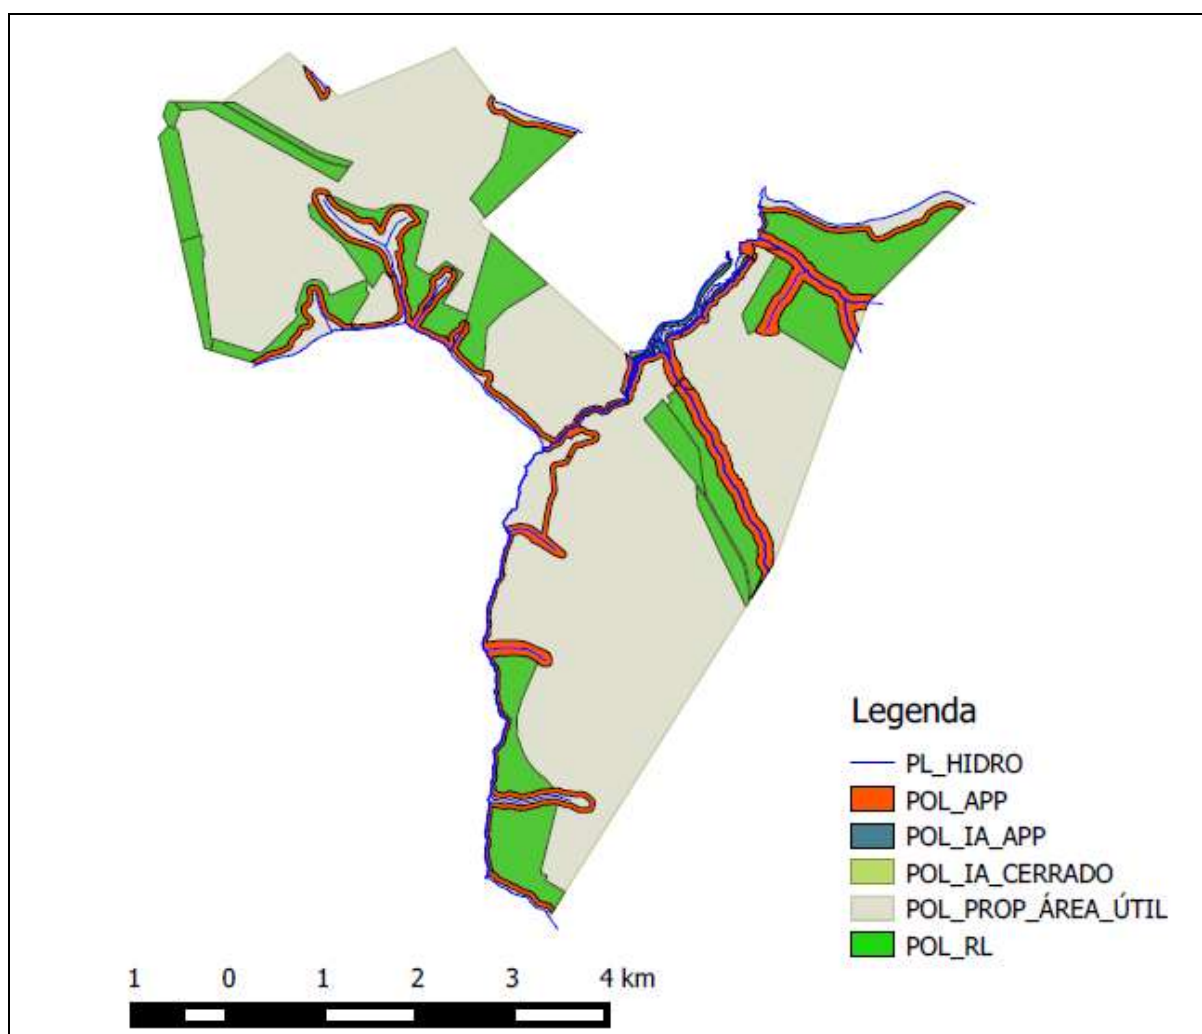 Legenda
PL_HIDRO
POL_APP
POL_IA_APP
POL_IA_CERRADO
POL_PROP_ÁREA_ÚTIL
POL_RL
1 0 1 2 3 4 km